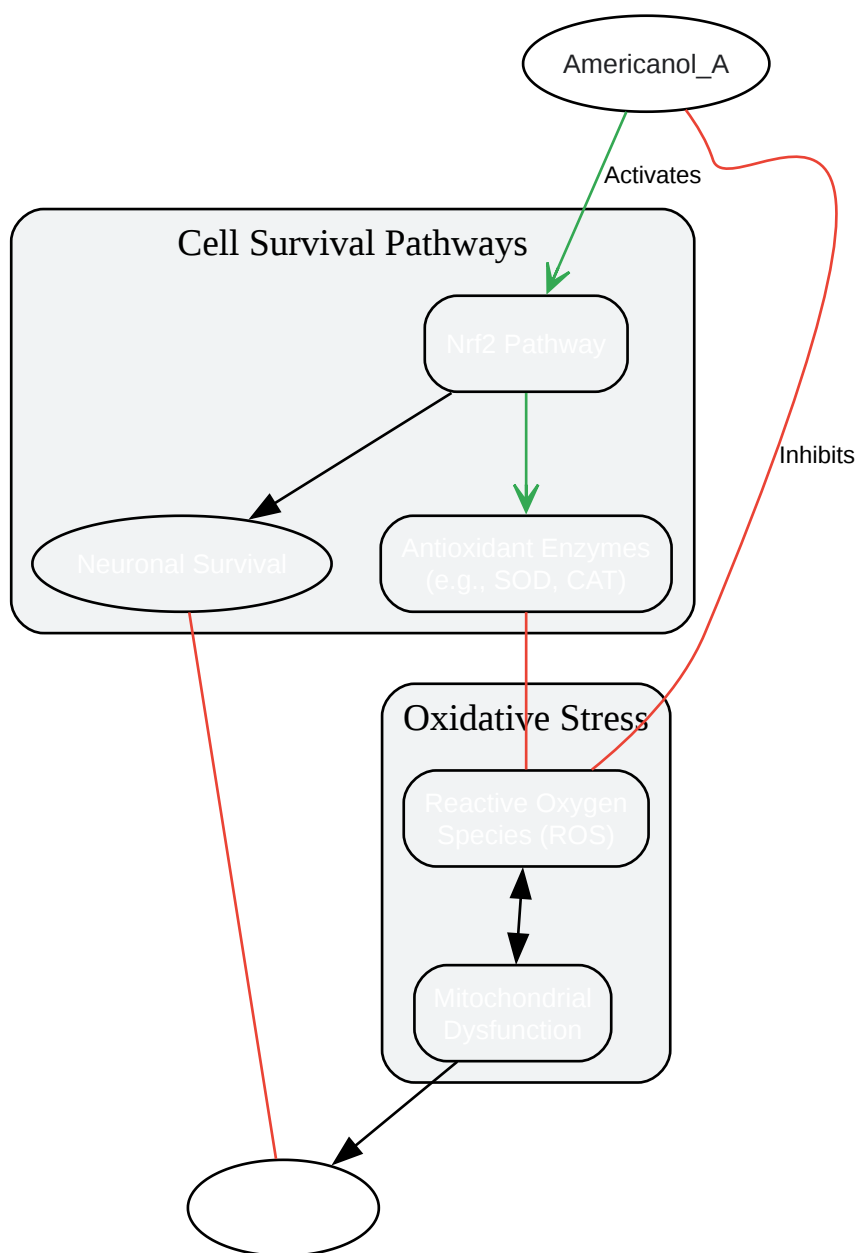 Americanol_A
Activates
Cell Survival Pathways
Nrf2 Pathway
Inhibits
Neuronal Survival
Antioxidant Enzymes
(e.g., SOD, CAT)
Oxidative Stress
Reactive Oxygen
Species (ROS)
Mitochondrial
Dysfunction